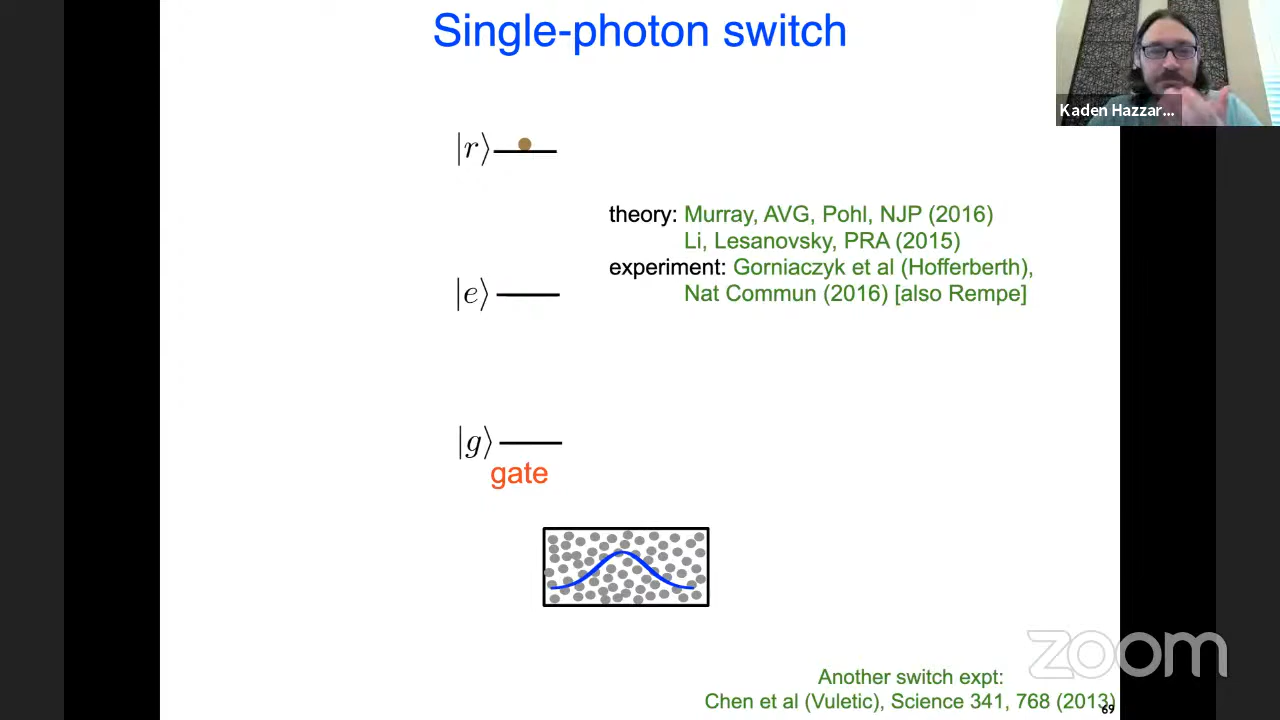 Single-photon switch
Kaden Hazzar...
|r⟩
theory: Murray, AVG, Pohl, NJP (2016)
Li, Lesanovsky, PRA (2015)
experiment: Gorniaczyk et al (Hofferberth),
|e⟩
Nat Commun (2016) [also Rempe]
|g⟩
gate
zoom
Another switch expt:
Chen et al (Vuletic), Science 341, 768 (2013)
69